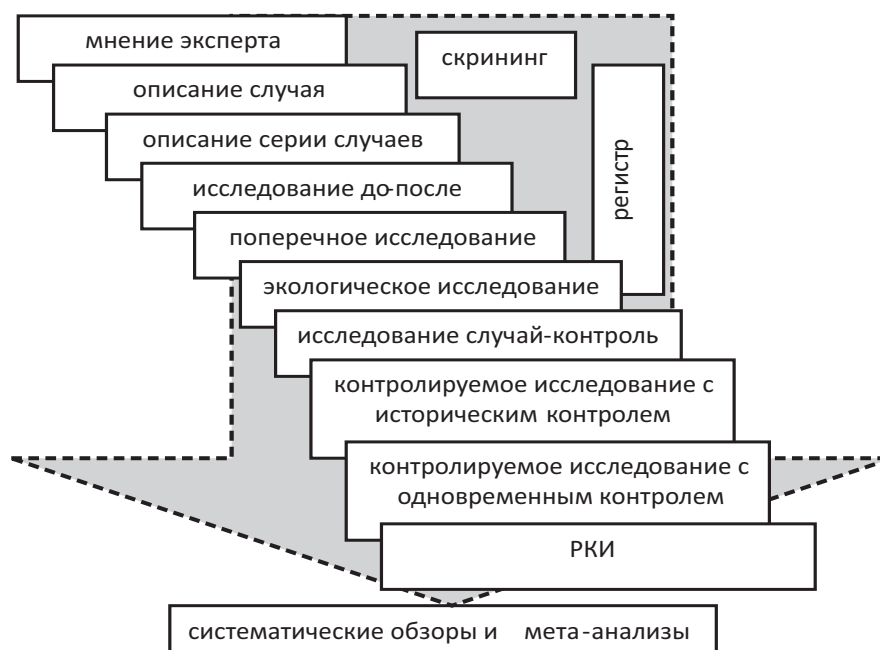 мнение эксперта
скрининг
описание случая
регистр
описание серии случаев
исследование до-после
поперечное исследование
экологическое исследование
исследование случай-контроль
контролируемое исследование с
историческим контролем
контролируемое исследование с
одновременным контролем
РКИ
систематические обзоры и мета-анализы